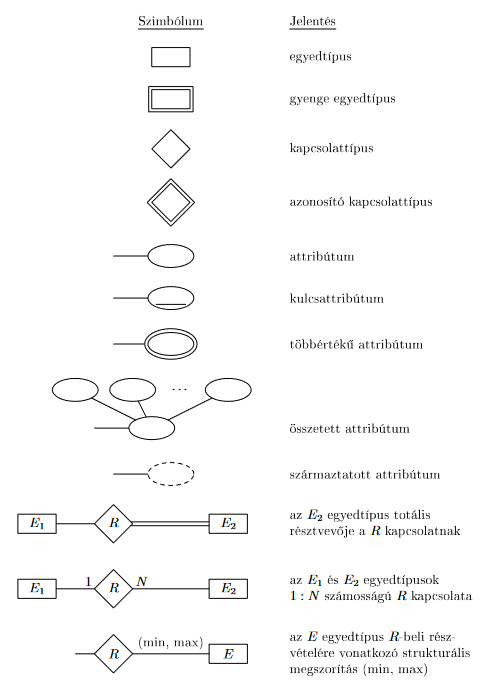 Szimbólum Jelentés
egyedtípus
gyenge egyedtípus
kapcsolattípus
azonosító kapcsolattípus
attribútum
kulcsattribútum
többértékű attribútum
...
összetett attribútum
származtatott attribútum
E₁ R E₂ az E₂ egyedtípus totális
résztvevője a R kapcsolatnak
E₁ 1 R N E₂ az E₁ és E₂ egyedtípusok
1 : N számosságú R kapcsolata
R (min, max) E az E egyedtípus R-beli rész-
vételére vonatkozó strukturális
megszorítás (min, max)